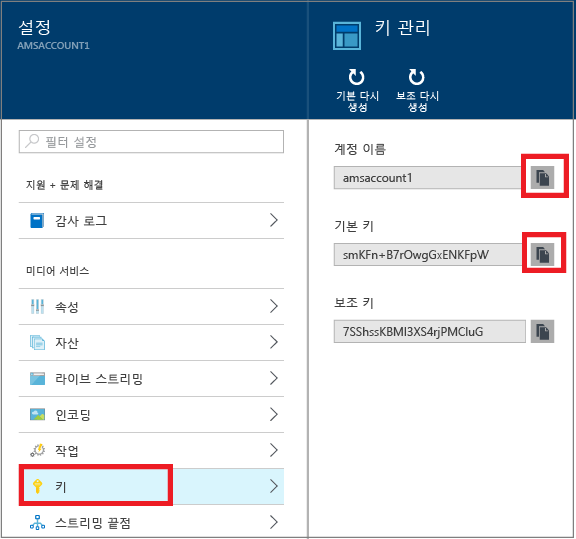 설정
AMSACCOUNT1
필터 설정
지원 + 문제 해결
감사 로그
미디어 서비스
속성
자산
라이브 스트리밍
인코딩
작업
키
스트리밍 끝점
키 관리
기본 다시
생성
보조 다시
생성
계정 이름
amsaccount1
기본 키
smKFn+B7rOwgGxENKFpW
보조 키
7SShssKBMI3XS4rjPMCluG